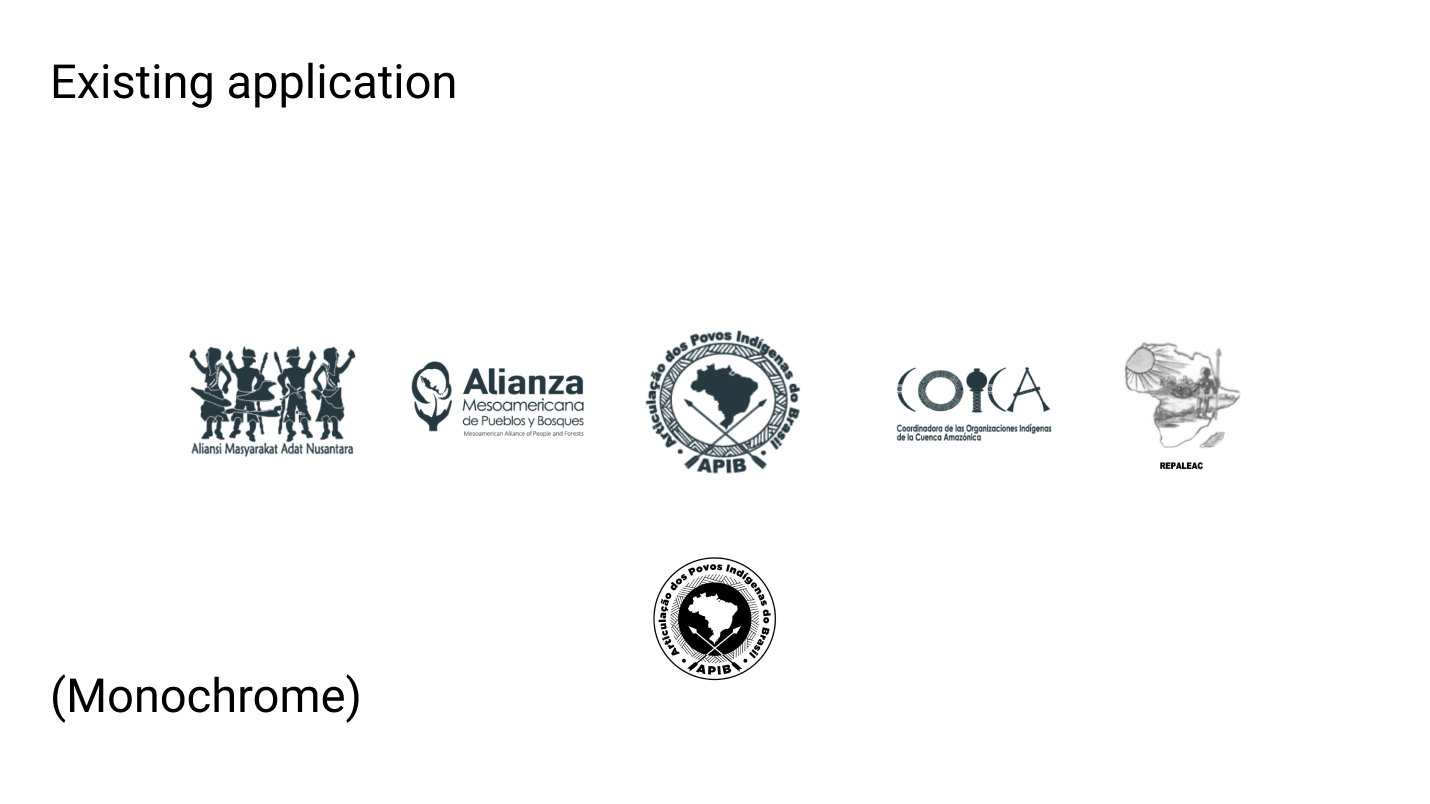 Existing application
Aliansi Masyarakat Adat Nusantara
Alianza
Mesoamericana
de Pueblos y Bosques
Mesoamerican Alliance of People and Forests
• Articulação dos Povos Indígenas do Brasil •
APIB
COICA
Coordinadora de las Organizaciones Indígenas
de la Cuenca Amazónica
REPALEAC
• Articulação dos Povos Indígenas do Brasil •
APIB
(Monochrome)